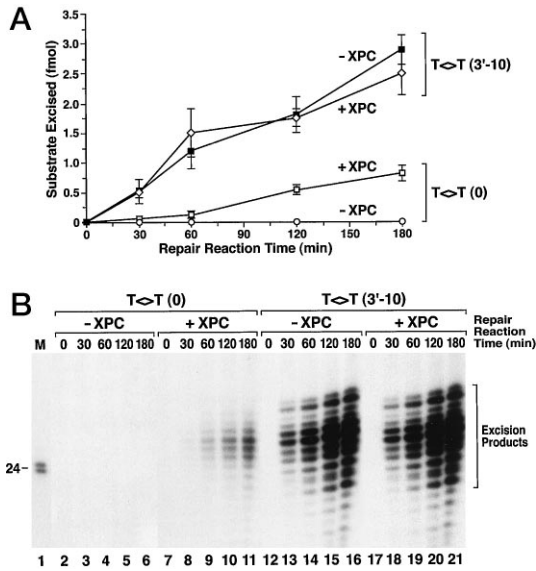 A
Substrate Excised (fmol)
3.5
3.0
2.5
2.0
1.5
1.0
0.5
0
0 30 60 90 120 150 180
Repair Reaction Time (min)
– XPC
+ XPC
T<>T (3'-10)
+ XPC
– XPC
T<>T (0)
B
T<>T (0) T<>T (3'-10)
– XPC + XPC – XPC + XPC
Repair
Reaction
Time (min)
M 0 30 60 120 180 0 30 60 120 180 0 30 60 120 180 0 30 60 120 180
Excision
Products
24–
1 2 3 4 5 6 7 8 9 10 11 12 13 14 15 16 17 18 19 20 21